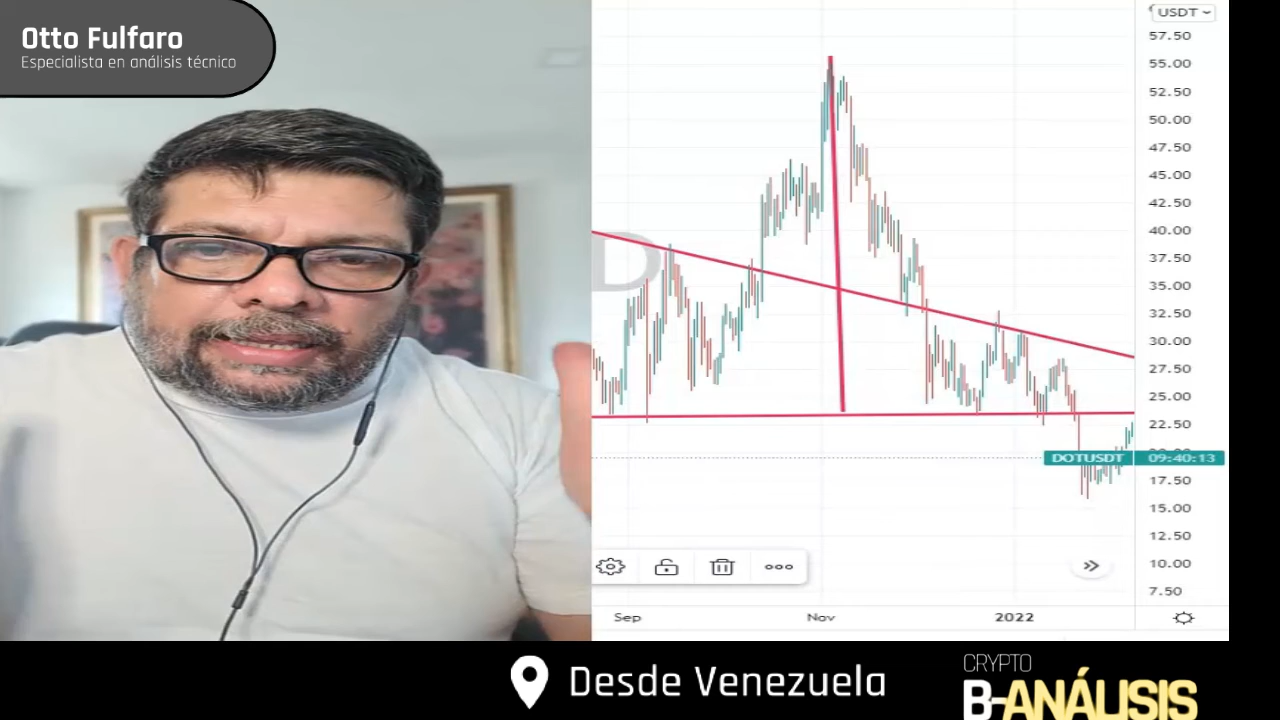 Otto Fulfaro
Especialista en análisis técnico
USDT
57.50
55.00
52.50
50.00
47.50
45.00
42.50
40.00
37.50
35.00
32.50
30.00
27.50
25.00
22.50
DOTUSDT 09:40:13
17.50
15.00
12.50
10.00
7.50
Sep Nov 2022
D
Desde Venezuela
CRYPTO
B-ANÁLISIS